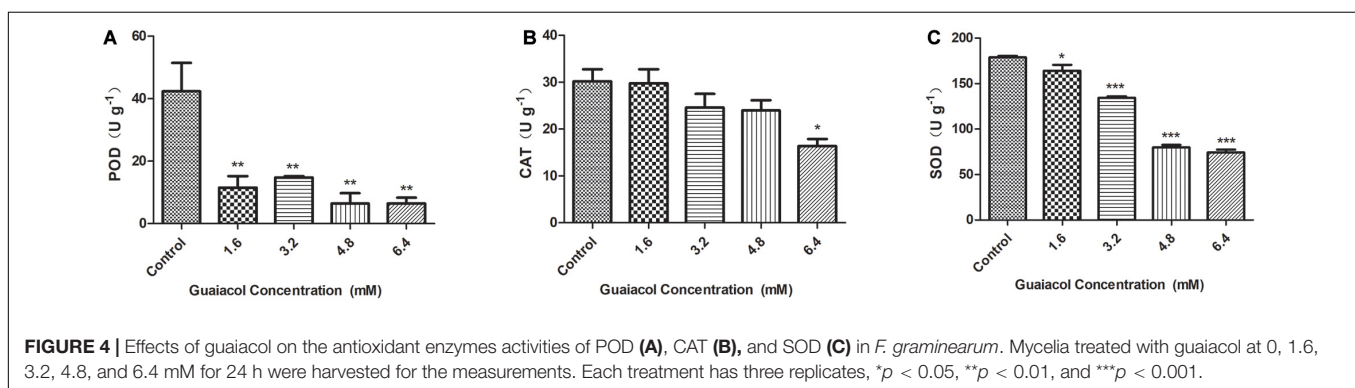 A
POD (U g⁻¹)
60
40
20
0
** ** ** **
Control 1.6 3.2 4.8 6.4
Guaiacol Concentration (mM)
B
CAT (U g⁻¹)
40
30
20
10
0
*
Control 1.6 3.2 4.8 6.4
Guaiacol Concentration (mM)
C
SOD (U g⁻¹)
200
150
100
50
0
* *** *** ***
Control 1.6 3.2 4.8 6.4
Guaiacol Concentration (mM)
FIGURE 4 | Effects of guaiacol on the antioxidant enzymes activities of POD (A), CAT (B), and SOD (C) in F. graminearum. Mycelia treated with guaiacol at 0, 1.6,
3.2, 4.8, and 6.4 mM for 24 h were harvested for the measurements. Each treatment has three replicates, *p < 0.05, **p < 0.01, and ***p < 0.001.